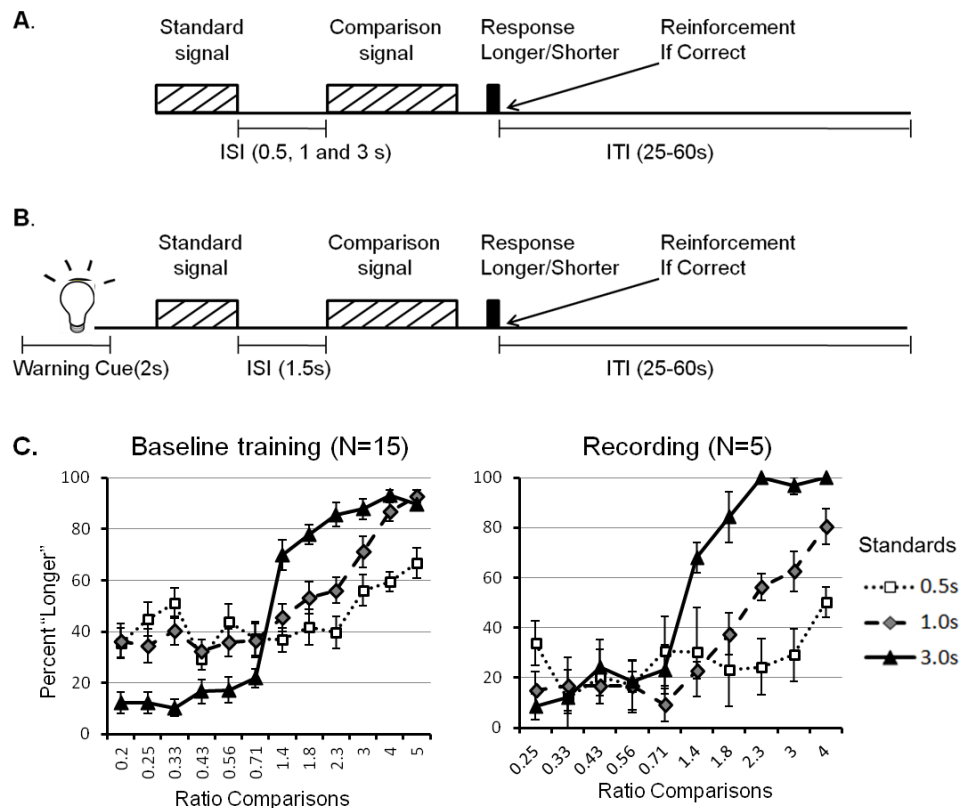 A.
Standard signal
Comparison signal
Response Longer/Shorter
Reinforcement If Correct
ISI (0.5, 1 and 3 s)
ITI (25-60s)
B.
Standard signal
Comparison signal
Response Longer/Shorter
Reinforcement If Correct
Warning Cue(2s)
ISI (1.5s)
ITI (25-60s)
C.
Baseline training (N=15)
Percent "Longer"
100
80
60
40
20
0
0.2
0.25
0.33
0.43
0.56
0.71
1.4
1.8
2.3
3
4
5
Ratio Comparisons
Recording (N=5)
100
80
60
40
20
0
0.25
0.33
0.43
0.56
0.71
1.4
1.8
2.3
3
4
Ratio Comparisons
Standards
0.5s
1.0s
3.0s